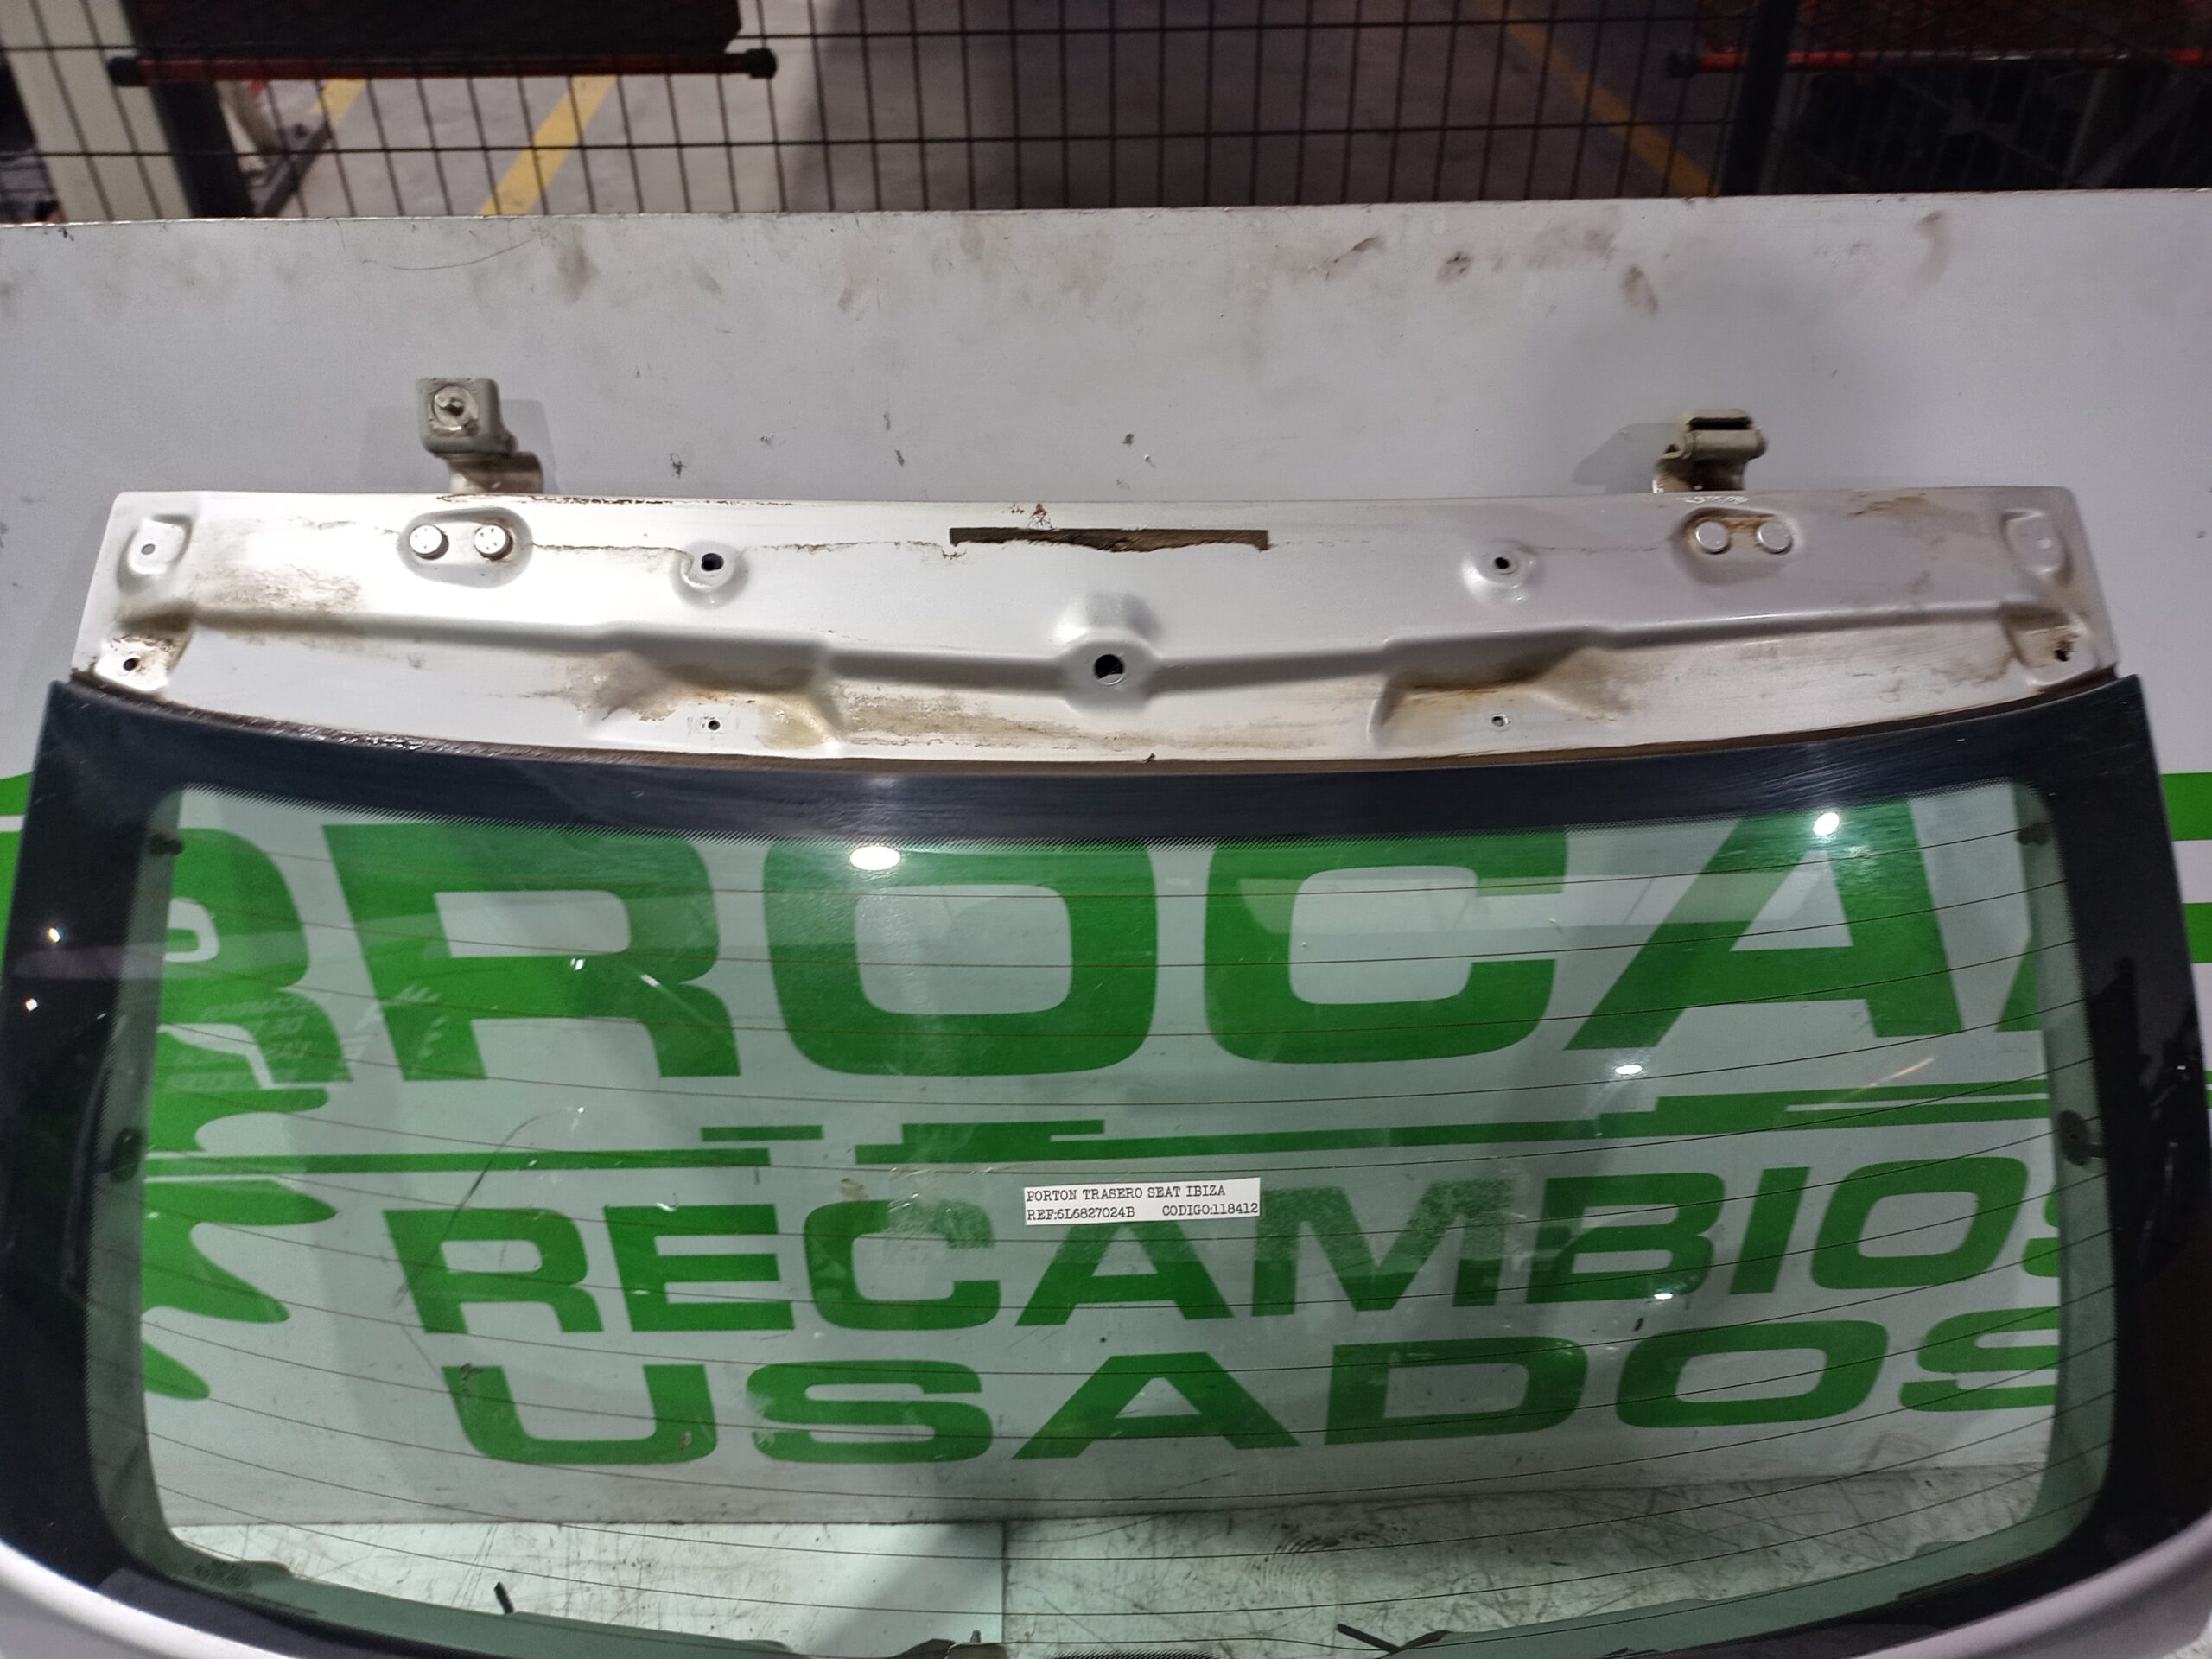 RROCA
RECAMBIOS
PORTON TRASERO SEAT IBIZA
REF:6L6827024B CODIGO:118412
USADOS